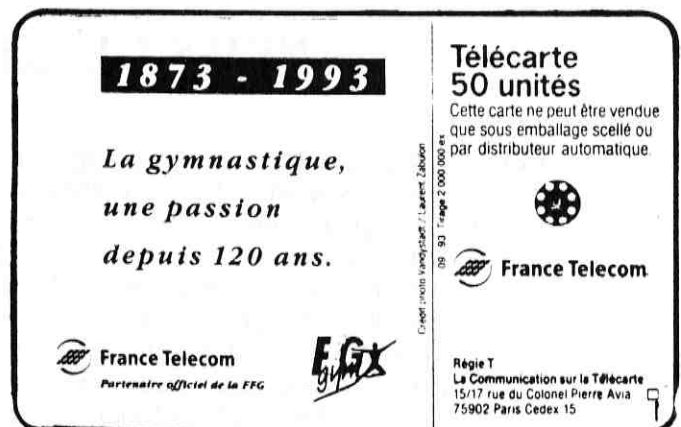 1873 - 1993
La gymnastique,
une passion
depuis 120 ans.
France Telecom
Partenaire officiel de la FFG
gym
Crédit photo Vandystadt / Laurent Zabulon
09 93 Tirage 2 000 000 ex
Télécarte
50 unités
Cette carte ne peut être vendue
que sous emballage scellé ou
par distributeur automatique.
France Telecom
Régie T
La Communication sur la Télécarte
15/17 rue du Colonel Pierre Avia
75902 Paris Cedex 15